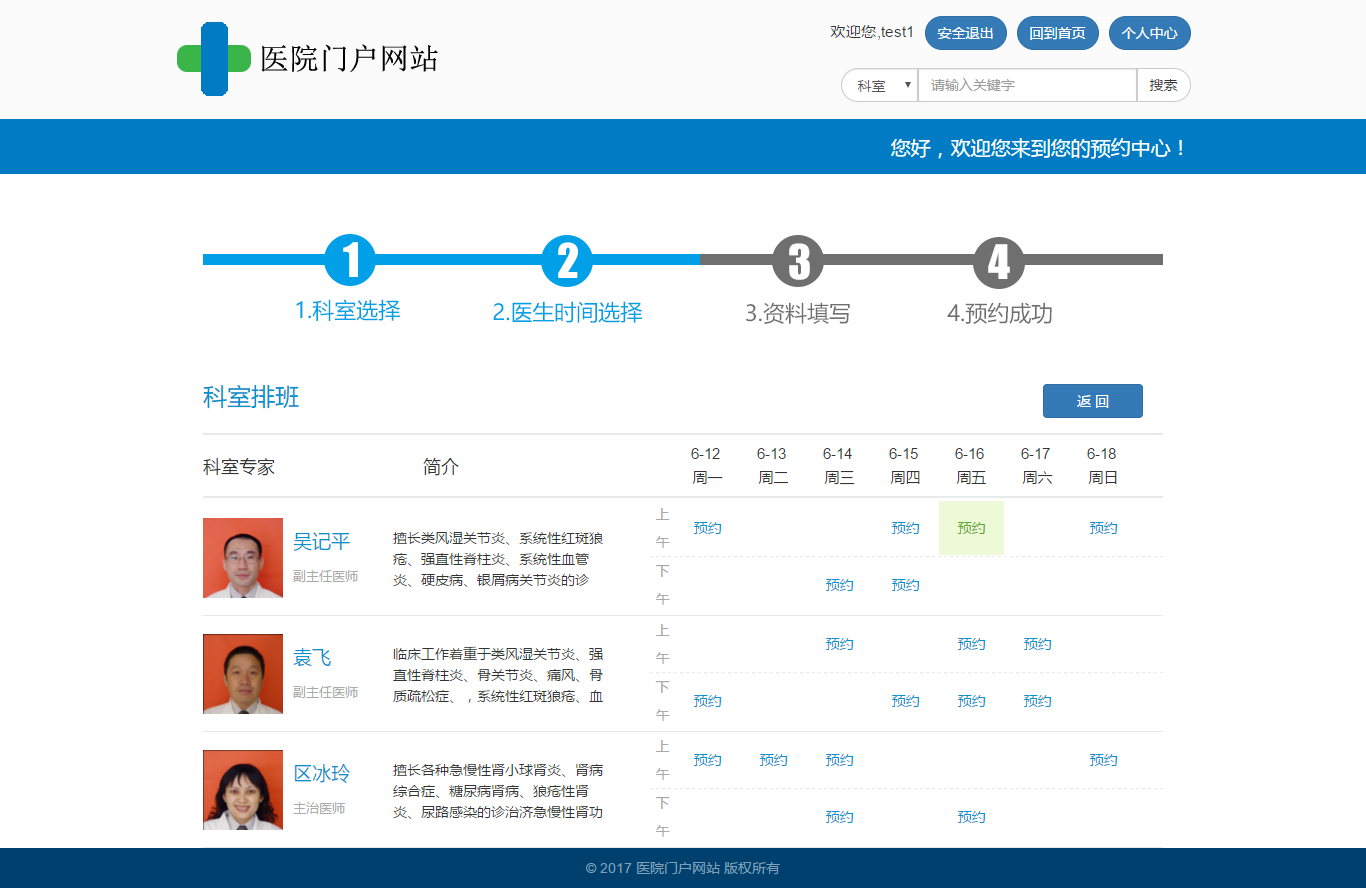 医院门户网站
欢迎您,test1 安全退出 回到首页 个人中心
科室 ▼ 请输入关键字 搜索
您好，欢迎您来到您的预约中心！
1 2 3 4
1.科室选择 2.医生时间选择 3.资料填写 4.预约成功
科室排班 返 回
科室专家 简介 6-12 6-13 6-14 6-15 6-16 6-17 6-18
周一 周二 周三 周四 周五 周六 周日
吴记平
副主任医师
擅长类风湿关节炎、系统性红斑狼
疮、强直性脊柱炎、系统性血管
炎、硬皮病、银屑病关节炎的诊
上午 预约 预约 预约 预约
下午 预约 预约
袁飞
副主任医师
临床工作着重于类风湿关节炎、强
直性脊柱炎、骨关节炎、痛风、骨
质疏松症、，系统性红斑狼疮、血
上午 预约 预约 预约
下午 预约 预约 预约 预约
区冰玲
主治医师
擅长各种急慢性肾小球肾炎、肾病
综合症、糖尿病肾病、狼疮性肾
炎、尿路感染的诊治济急慢性肾功
上午 预约 预约 预约 预约
下午 预约 预约
© 2017 医院门户网站 版权所有